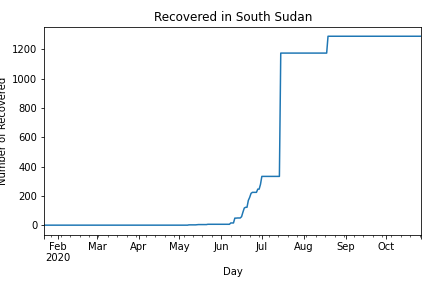 Recovered in South Sudan
Number of Recovered
1200
1000
800
600
400
200
0
Feb Mar Apr May Jun Jul Aug Sep Oct
2020
Day